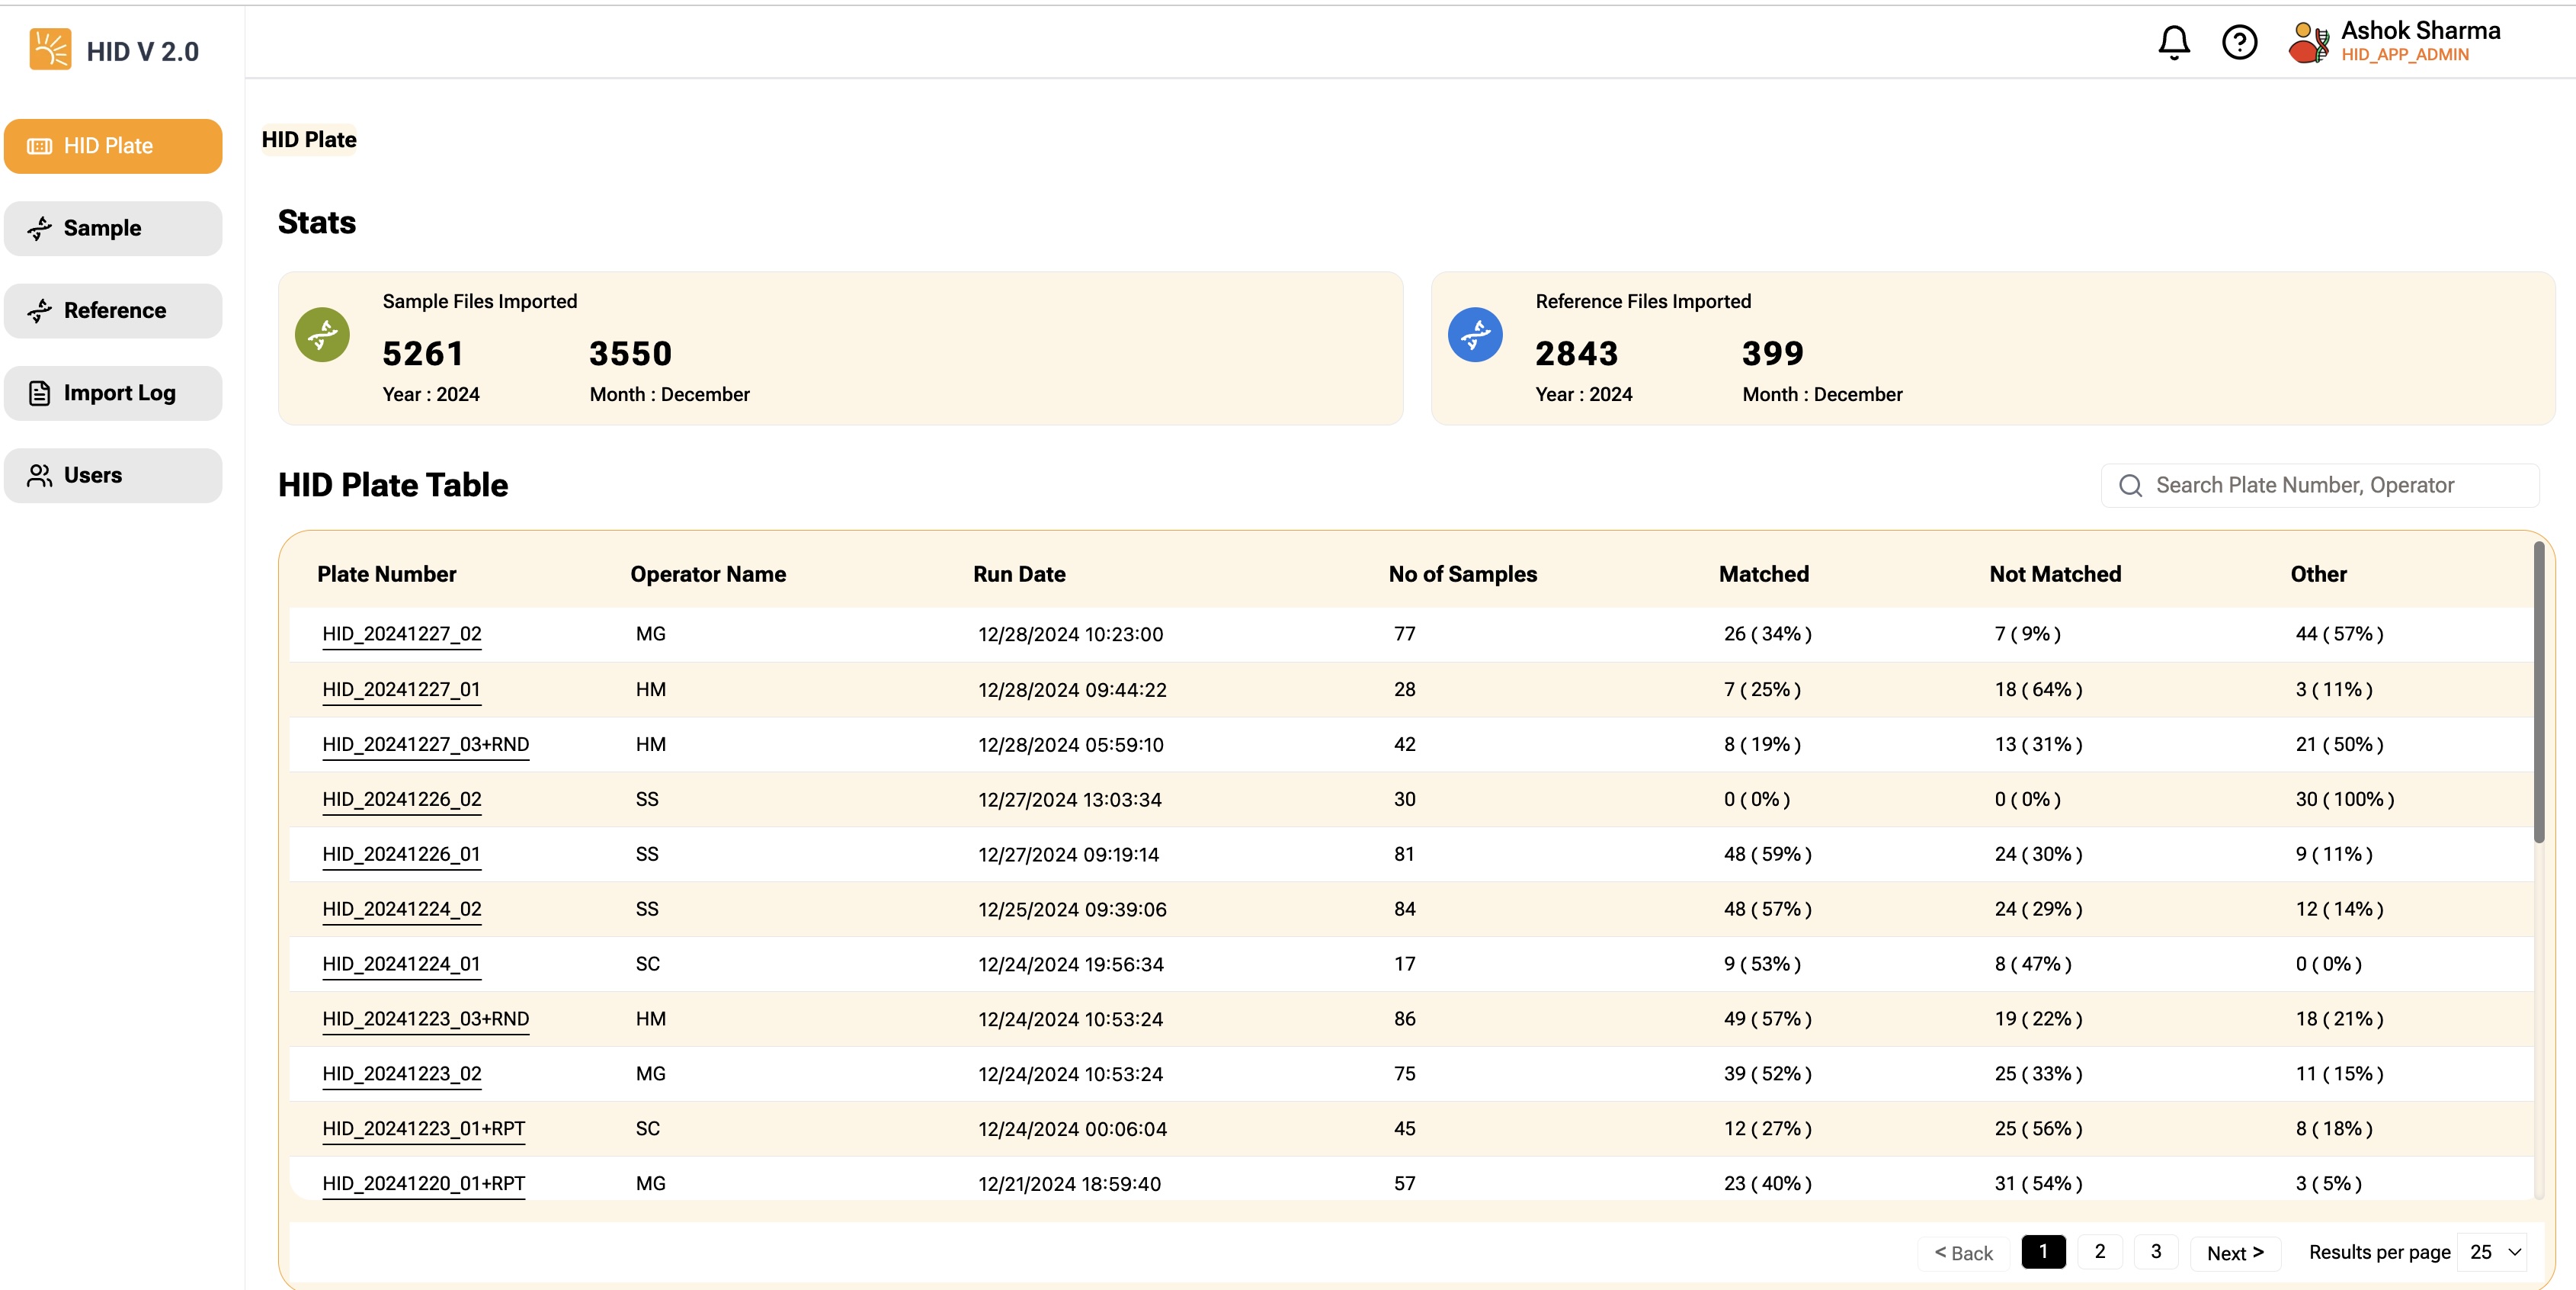 HID V 2.0
Ashok Sharma
HID_APP_ADMIN
HID Plate
Sample
Reference
Import Log
Users
HID Plate
Stats
Sample Files Imported
5261 3550
Year : 2024 Month : December
Reference Files Imported
2843 399
Year : 2024 Month : December
HID Plate Table
Search Plate Number, Operator
Plate Number Operator Name Run Date No of Samples Matched Not Matched Other
HID_20241227_02 MG 12/28/2024 10:23:00 77 26 ( 34% ) 7 ( 9% ) 44 ( 57% )
HID_20241227_01 HM 12/28/2024 09:44:22 28 7 ( 25% ) 18 ( 64% ) 3 ( 11% )
HID_20241227_03+RND HM 12/28/2024 05:59:10 42 8 ( 19% ) 13 ( 31% ) 21 ( 50% )
HID_20241226_02 SS 12/27/2024 13:03:34 30 0 ( 0% ) 0 ( 0% ) 30 ( 100% )
HID_20241226_01 SS 12/27/2024 09:19:14 81 48 ( 59% ) 24 ( 30% ) 9 ( 11% )
HID_20241224_02 SS 12/25/2024 09:39:06 84 48 ( 57% ) 24 ( 29% ) 12 ( 14% )
HID_20241224_01 SC 12/24/2024 19:56:34 17 9 ( 53% ) 8 ( 47% ) 0 ( 0% )
HID_20241223_03+RND HM 12/24/2024 10:53:24 86 49 ( 57% ) 19 ( 22% ) 18 ( 21% )
HID_20241223_02 MG 12/24/2024 10:53:24 75 39 ( 52% ) 25 ( 33% ) 11 ( 15% )
HID_20241223_01+RPT SC 12/24/2024 00:06:04 45 12 ( 27% ) 25 ( 56% ) 8 ( 18% )
HID_20241220_01+RPT MG 12/21/2024 18:59:40 57 23 ( 40% ) 31 ( 54% ) 3 ( 5% )
< Back 1 2 3 Next > Results per page 25